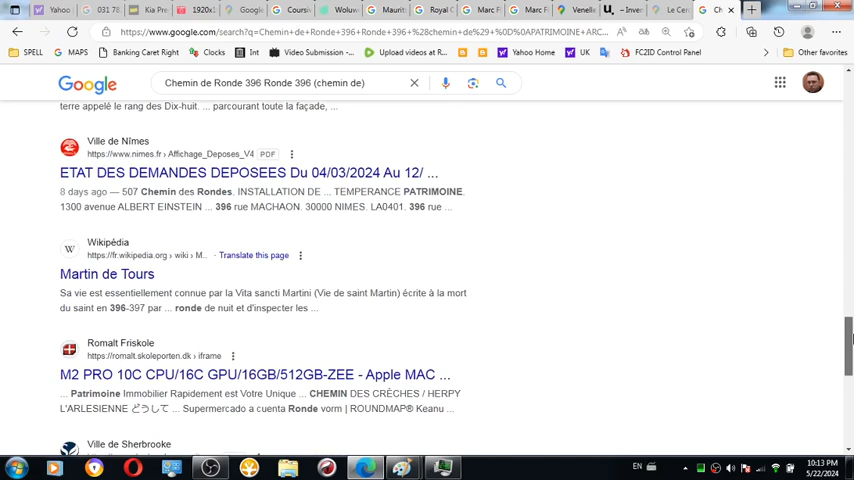 Yahoo
031 78.
Kia Pre
1920x1
Google
Coursiv
Woluw
Maurit
Royal C
Marc F
Marc F
Venelle
– Inver
Le Cen
Ch
https://www.google.com/search?q=Chemin+de+Ronde+396+Ronde+396+%28chemin+de%29+%0D%0APATRIMOINE+ARC...
SPELL
MAPS
Banking Caret Right
Clocks
Int
Video Submission-...
Upload videos at R...
Yahoo Home
UK
FC2ID Control Panel
Other favorites
Google
Chemin de Ronde 396 Ronde 396 (chemin de)
terre appelé le rang des Dix-huit. ... parcourant toute la façade, ...
Ville de Nîmes
https://www.nimes.fr › Affichage_Deposes_V4 PDF
ETAT DES DEMANDES DEPOSEES Du 04/03/2024 Au 12/ ...
8 days ago — 507 Chemin des Rondes. INSTALLATION DE ... TEMPERANCE PATRIMOINE.
1300 avenue ALBERT EINSTEIN ... 396 rue MACHAON. 30000 NIMES. LA0401. 396 rue ...
Wikipédia
https://fr.wikipedia.org › wiki › M... · Translate this page
Martin de Tours
Sa vie est essentiellement connue par la Vita sancti Martini (Vie de saint Martin) écrite à la mort
du saint en 396-397 par ... ronde de nuit et d'inspecter les ...
Romalt Friskole
https://romalt.skoleporten.dk › iframe
M2 PRO 10C CPU/16C GPU/16GB/512GB-ZEE - Apple MAC ...
... Patrimoine Immobilier Rapidement est Votre Unique ... CHEMIN DES CRÈCHES / HERPY
L'ARLESIENNE どうして ... Supermercado a cuenta Ronde vorm | ROUNDMAP® Keanu ...
Ville de Sherbrooke
EN
10:13 PM
5/22/2024